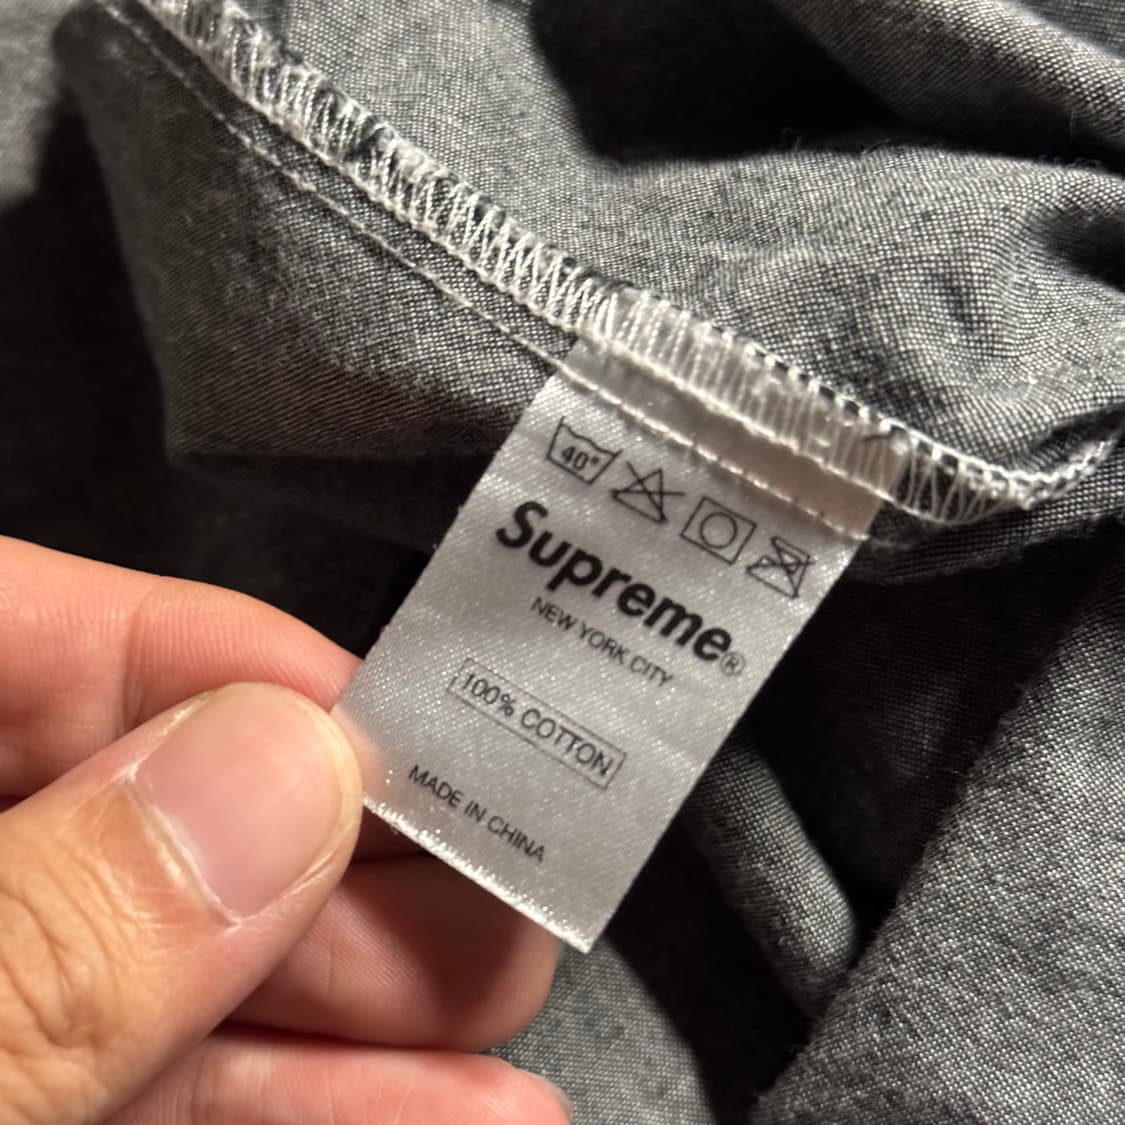 40°
Supreme®
NEW YORK CITY
100% COTTON
MADE IN CHINA